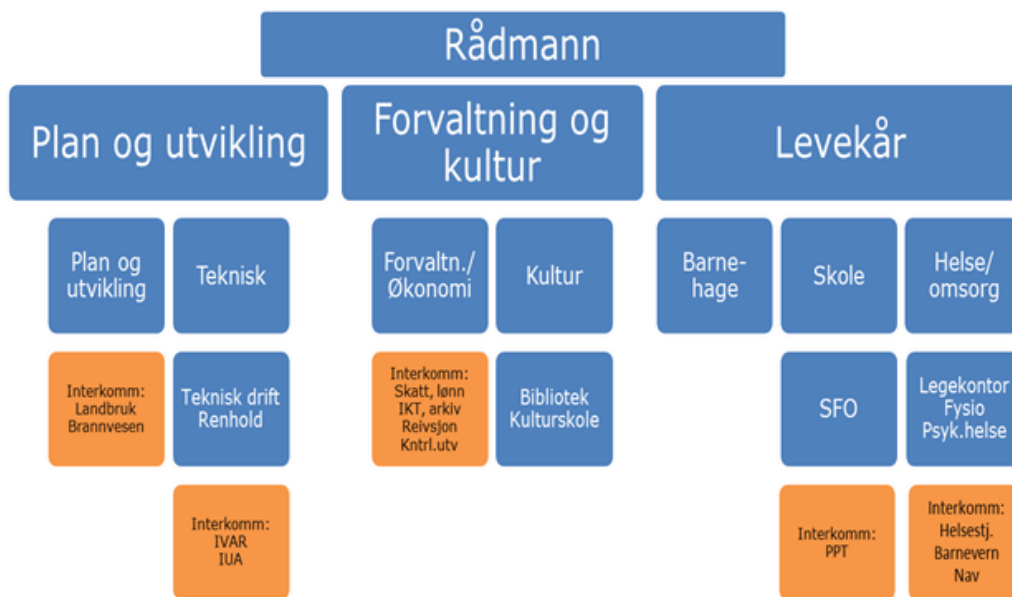 Rådmann
Plan og utvikling
Forvaltning og
kultur
Levekår
Plan og
utvikling
Teknisk
Forvaltn./
Økonomi
Kultur
Barne-
hage
Skole
Helse/
omsorg
Interkomm:
Landbruk
Brannvesen
Teknisk drift
Renhold
Interkomm:
Skatt, lønn
IKT, arkiv
Reivsjon
Kntrl.utv
Bibliotek
Kulturskole
SFO
Legekontor
Fysio
Psyk.helse
Interkomm:
IVAR
IUA
Interkomm:
PPT
Interkomm:
Helsestj.
Barnevern
Nav